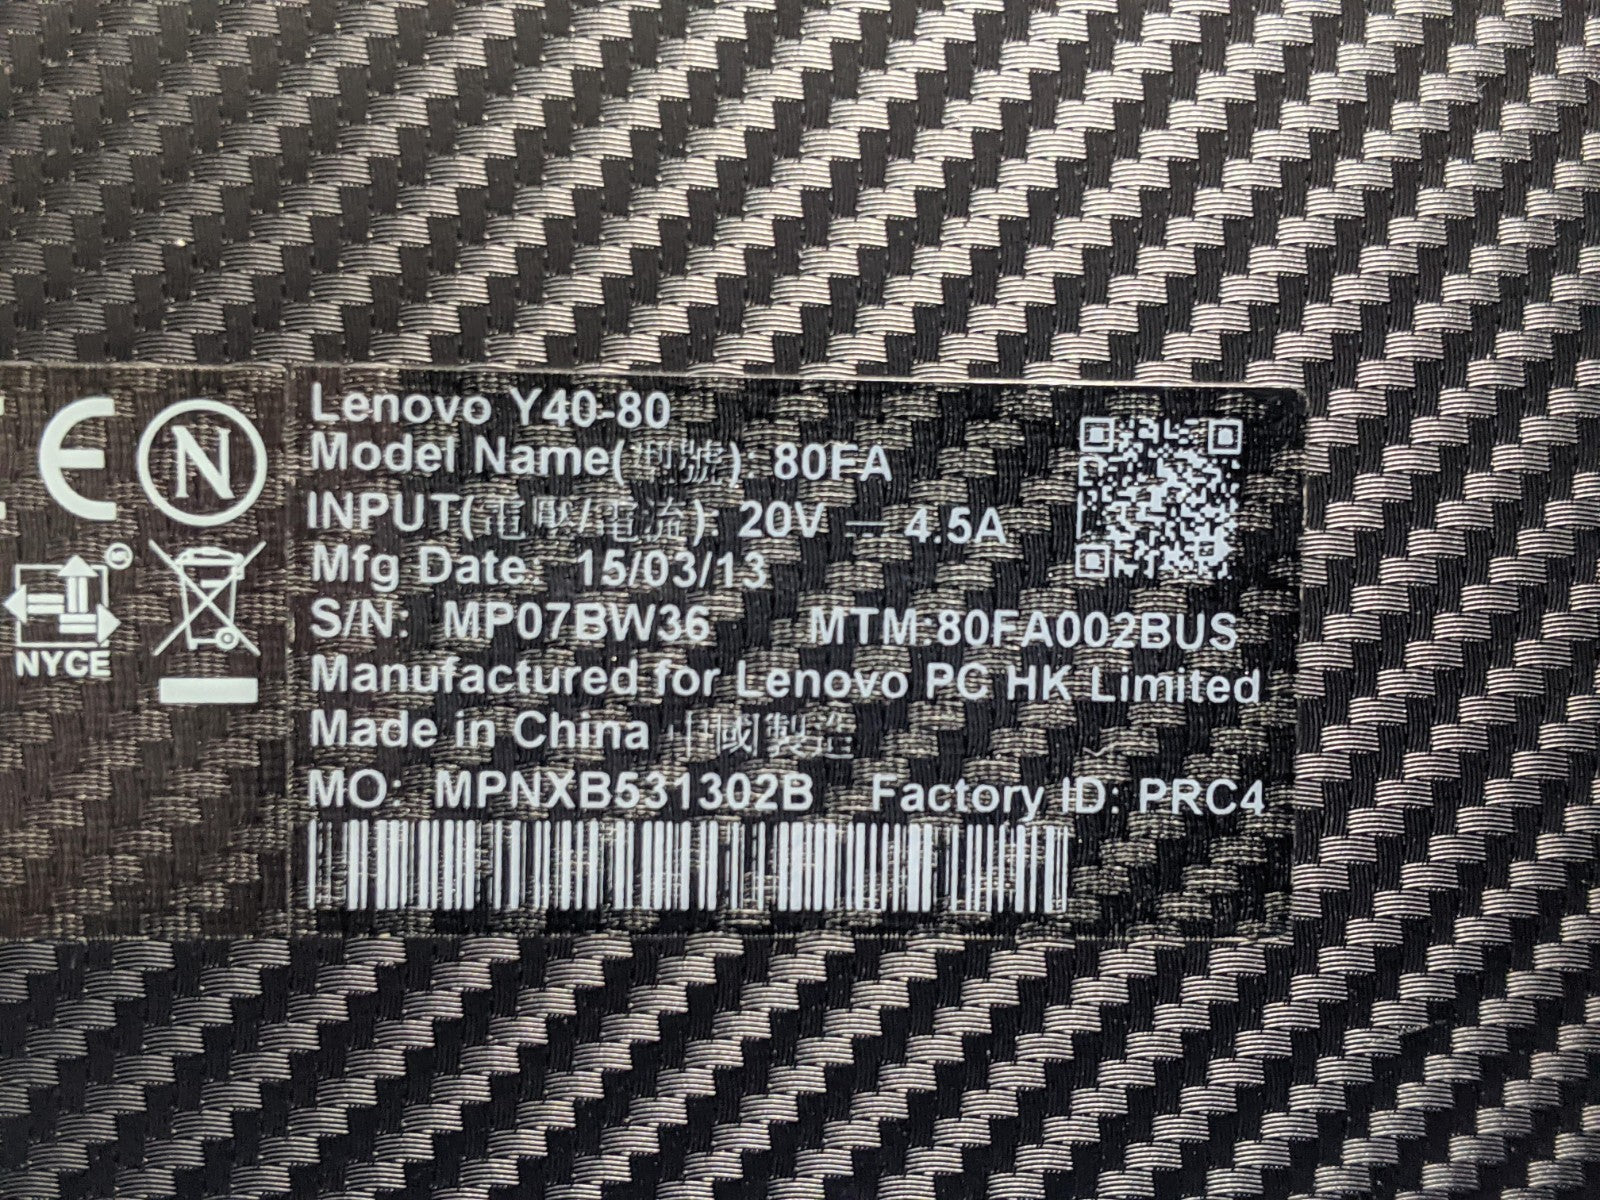 CE N
NYCE
Lenovo Y40-80
Model Name(型號): 80FA
INPUT(電壓/電流): 20V ⎓ 4.5A
Mfg Date: 15/03/13
S/N: MP07BW36 MTM:80FA002BUS
Manufactured for Lenovo PC HK Limited
Made in China 中國製造
MO: MPNXB531302B Factory ID: PRC4